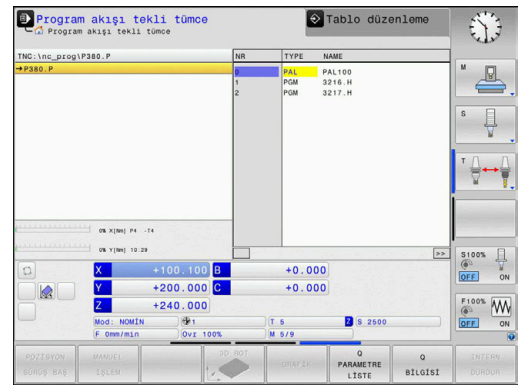 Program akışı tekli tümce
Program akışı tekli tümce
Tablo düzenleme
TNC:\nc_prog\P380.P
→P380.P
NR TYPE NAME
0 PAL PAL100
1 PGM 3216.H
2 PGM 3217.H
0% X[Nm] P4 -T4
0% Y[Nm] 10:29
>>
X +100.100 B +0.000
Y +200.000 C +0.000
Z +240.000
Mod: NOMİN 1 T 5 Z S 2500
F 0mm/min Ovr 100% M 5/9
M
S
T
S100%
OFF ON
F100%
OFF ON
POZİSYON
SÜRÜŞ BAŞ
MANUEL
İŞLEM
3D ROT
GRAFİK
Q
PARAMETRE
LİSTE
Q
BİLGİSİ
INTERN
DURDUR